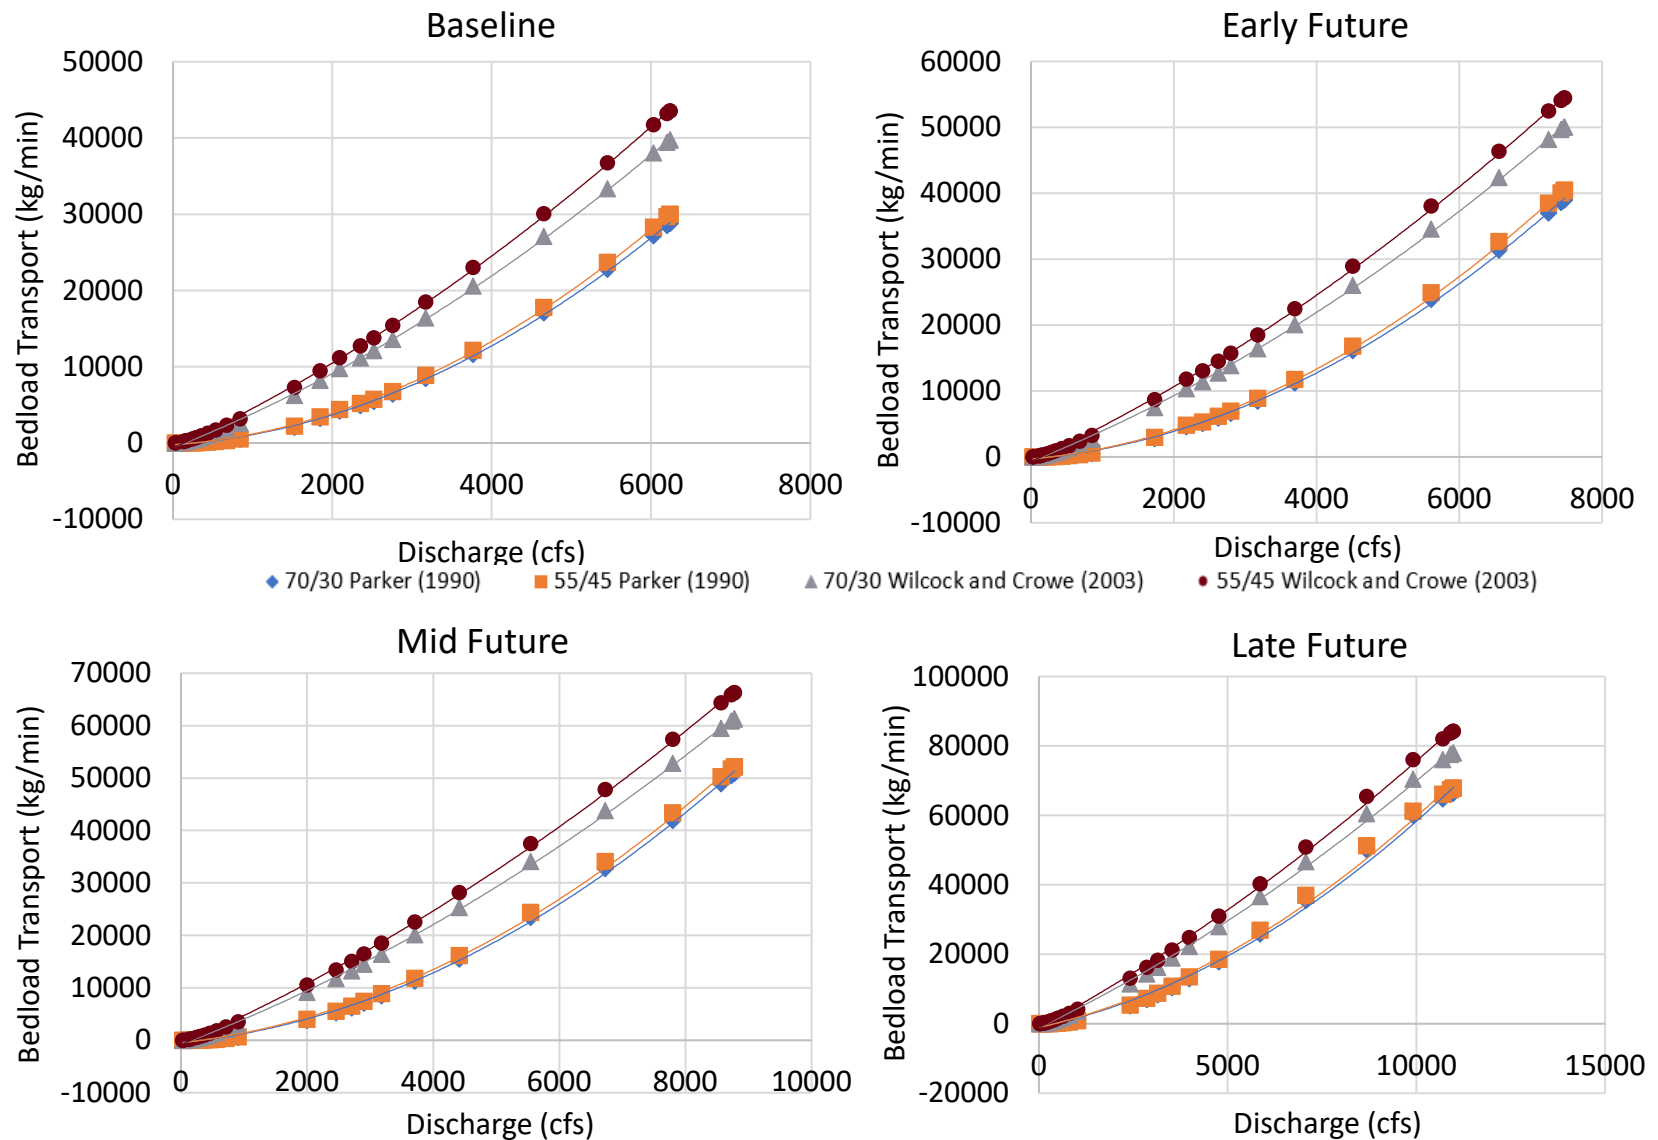 Baseline
50000
40000
30000
20000
10000
0
-10000
0 2000 4000 6000 8000
Bedload Transport (kg/min)
Discharge (cfs)
Early Future
60000
50000
40000
30000
20000
10000
0
-10000
0 2000 4000 6000 8000
Bedload Transport (kg/min)
Discharge (cfs)
70/30 Parker (1990) 55/45 Parker (1990) 70/30 Wilcock and Crowe (2003) 55/45 Wilcock and Crowe (2003)
Mid Future
70000
60000
50000
40000
30000
20000
10000
0
-10000
0 2000 4000 6000 8000 10000
Bedload Transport (kg/min)
Discharge (cfs)
Late Future
100000
80000
60000
40000
20000
0
-20000
0 5000 10000 15000
Bedload Transport (kg/min)
Discharge (cfs)